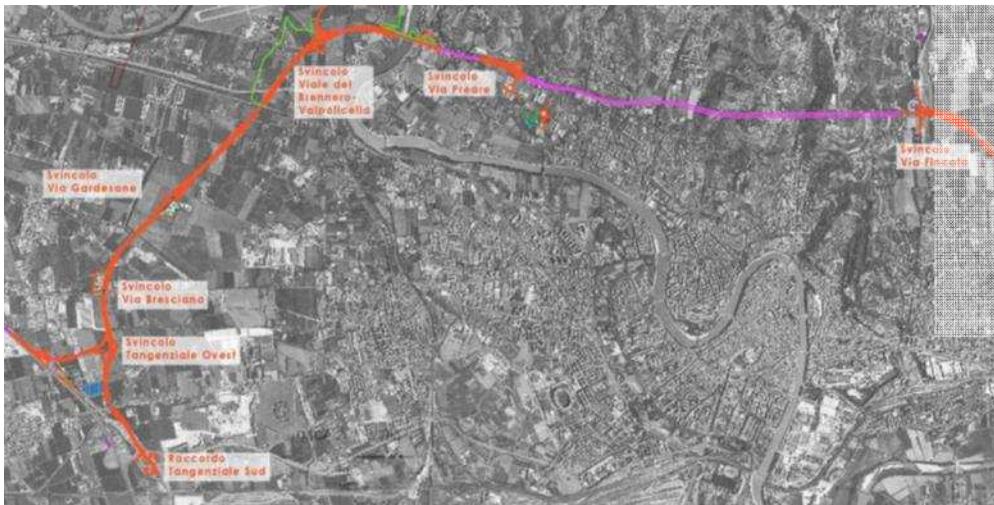 Svincolo
Viale del
Brennero-
Valpolicella
Svincolo
Via Preare
Svincolo
Via Fincato
Svincolo
Via Gardesane
Svincolo
Via Bresciana
Svincolo
Tangenziale Ovest
Raccordo
Tangenziale Sud